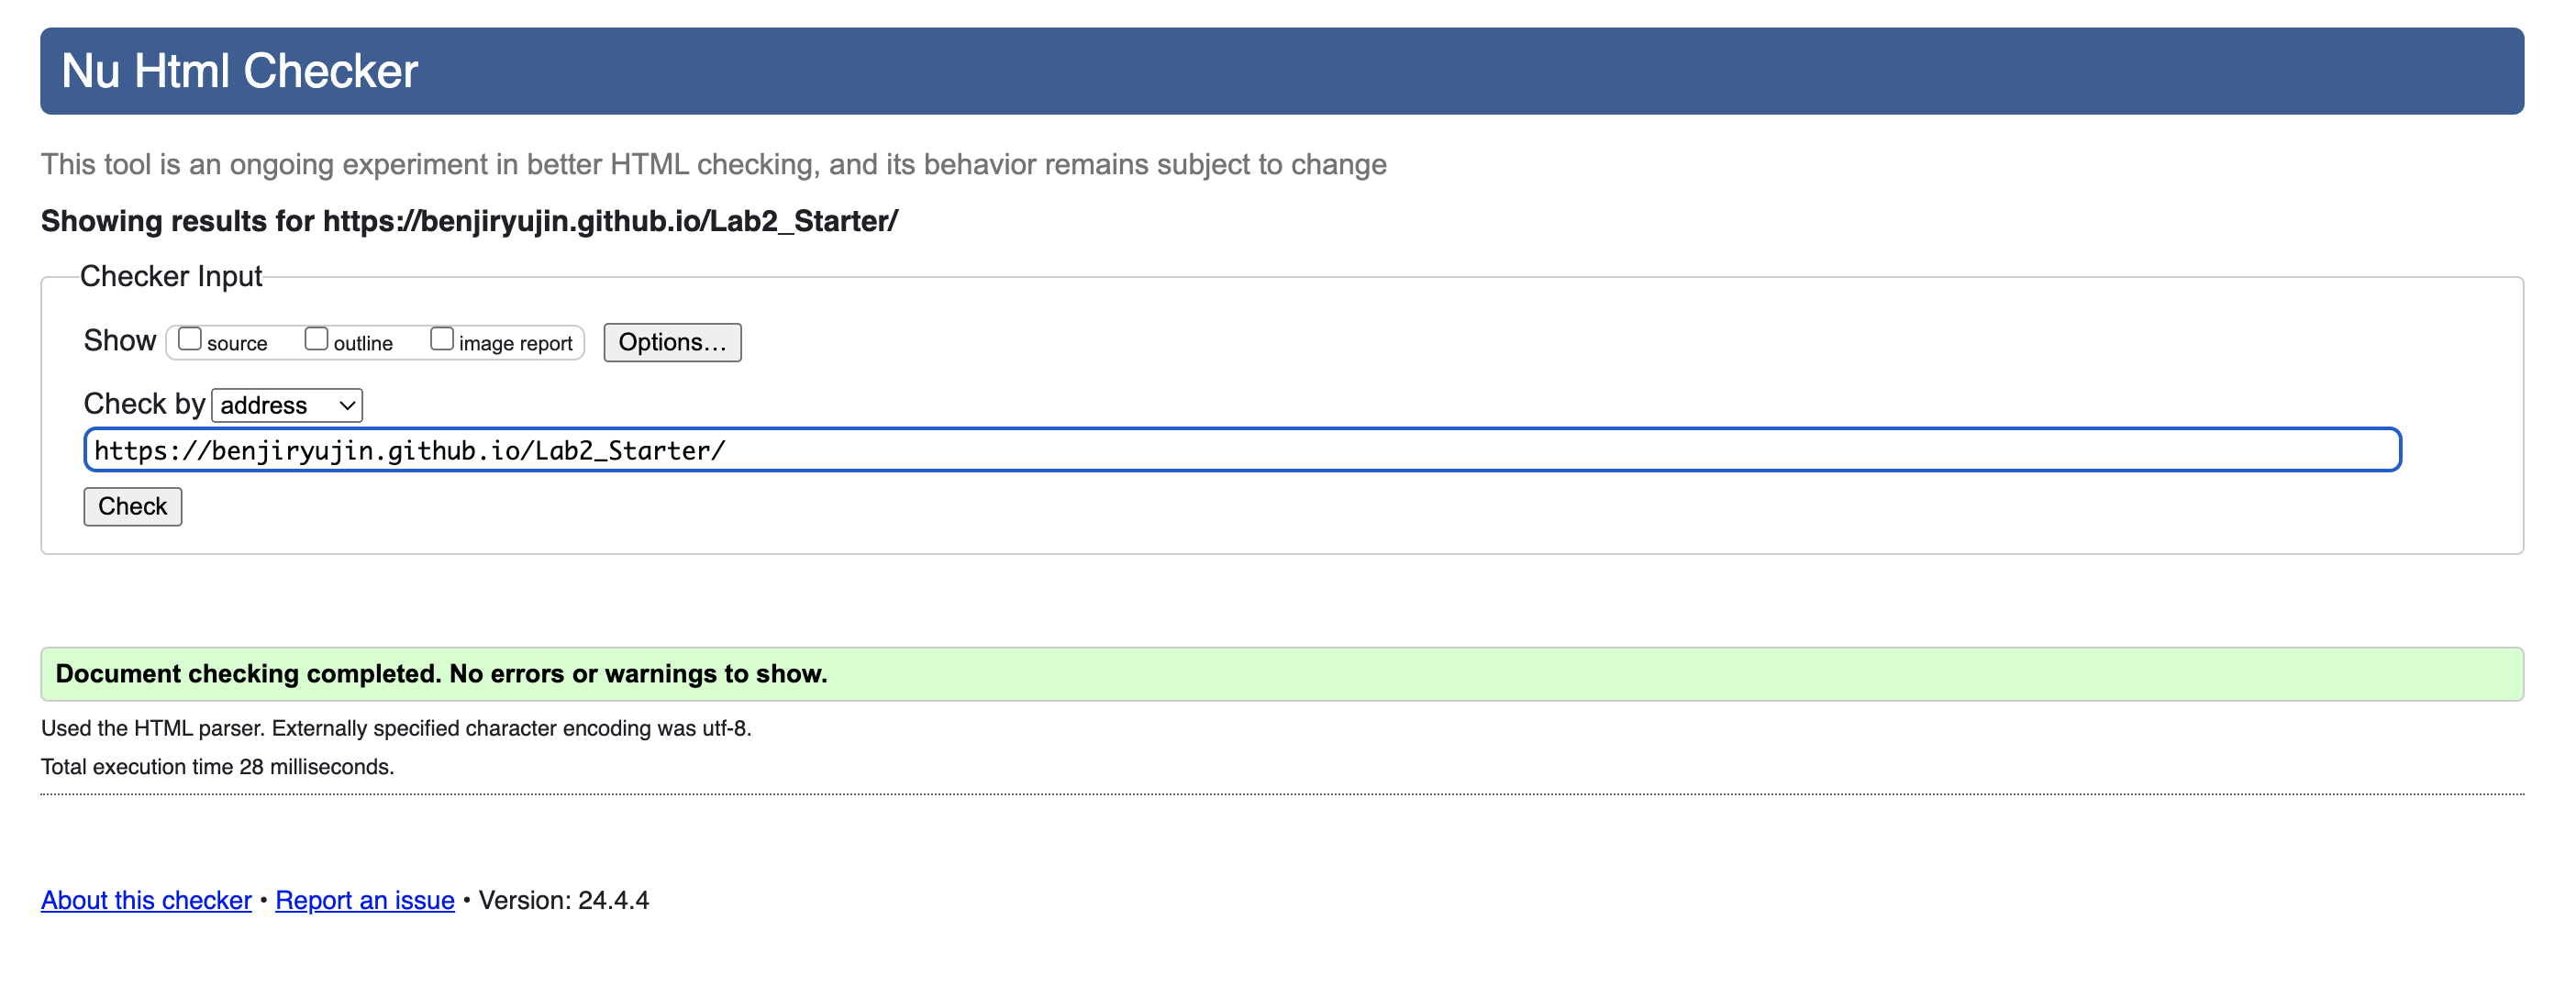 Nu Html Checker
This tool is an ongoing experiment in better HTML checking, and its behavior remains subject to change
Showing results for https://benjiryujin.github.io/Lab2_Starter/
Checker Input
Show source outline image report Options…
Check by address
https://benjiryujin.github.io/Lab2_Starter/
Check
Document checking completed. No errors or warnings to show.
Used the HTML parser. Externally specified character encoding was utf-8.
Total execution time 28 milliseconds.
About this checker • Report an issue • Version: 24.4.4